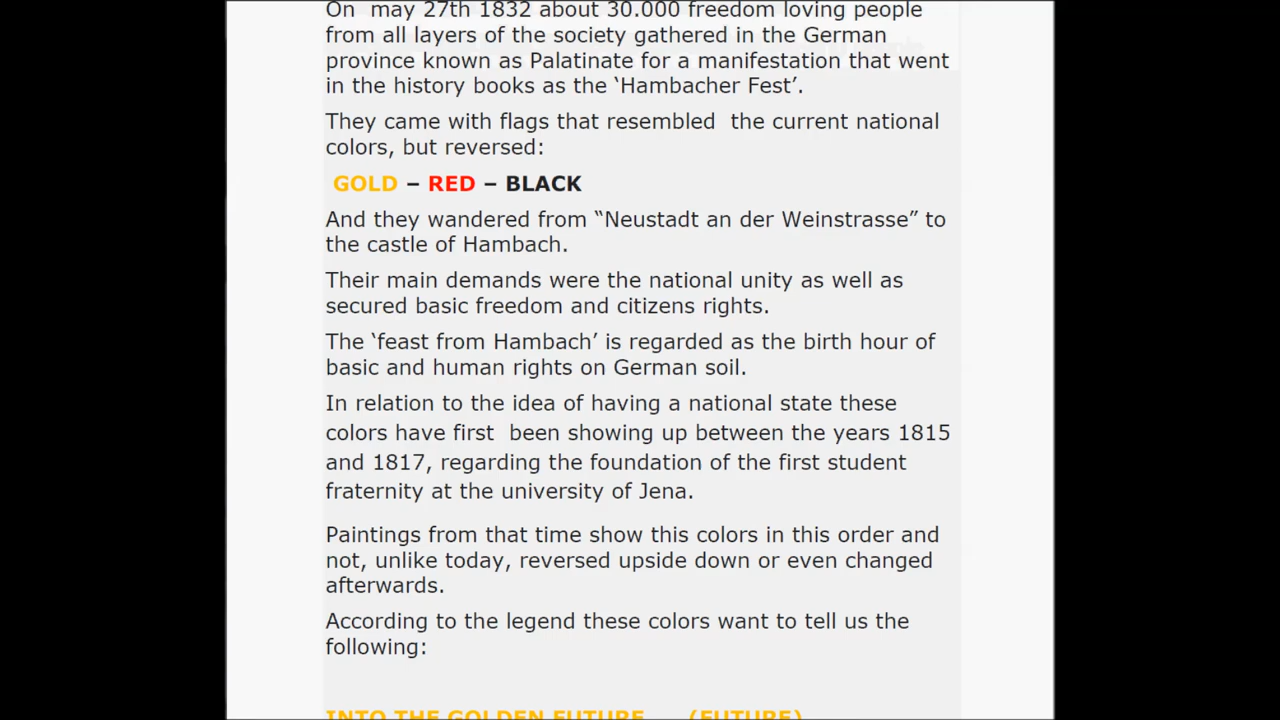 On  may 27th 1832 about 30.000 freedom loving people
from all layers of the society gathered in the German
province known as Palatinate for a manifestation that went
in the history books as the ‘Hambacher Fest’.
They came with flags that resembled  the current national
colors, but reversed:
GOLD – RED – BLACK
And they wandered from “Neustadt an der Weinstrasse” to
the castle of Hambach.
Their main demands were the national unity as well as
secured basic freedom and citizens rights.
The ‘feast from Hambach’ is regarded as the birth hour of
basic and human rights on German soil.
In relation to the idea of having a national state these
colors have first  been showing up between the years 1815
and 1817, regarding the foundation of the first student
fraternity at the university of Jena.
Paintings from that time show this colors in this order and
not, unlike today, reversed upside down or even changed
afterwards.
According to the legend these colors want to tell us the
following:
INTO THE GOLDEN FUTURE    (FUTURE)